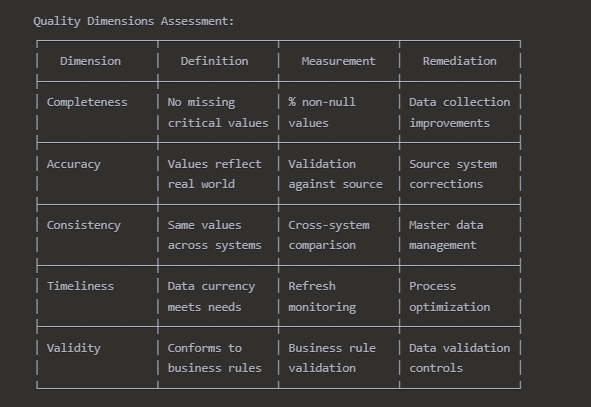 Quality Dimensions Assessment:
Dimension Definition Measurement Remediation
Completeness No missing % non-null Data collection
critical values values improvements
Accuracy Values reflect Validation Source system
real world against source corrections
Consistency Same values Cross-system Master data
across systems comparison management
Timeliness Data currency Refresh Process
meets needs monitoring optimization
Validity Conforms to Business rule Data validation
business rules validation controls